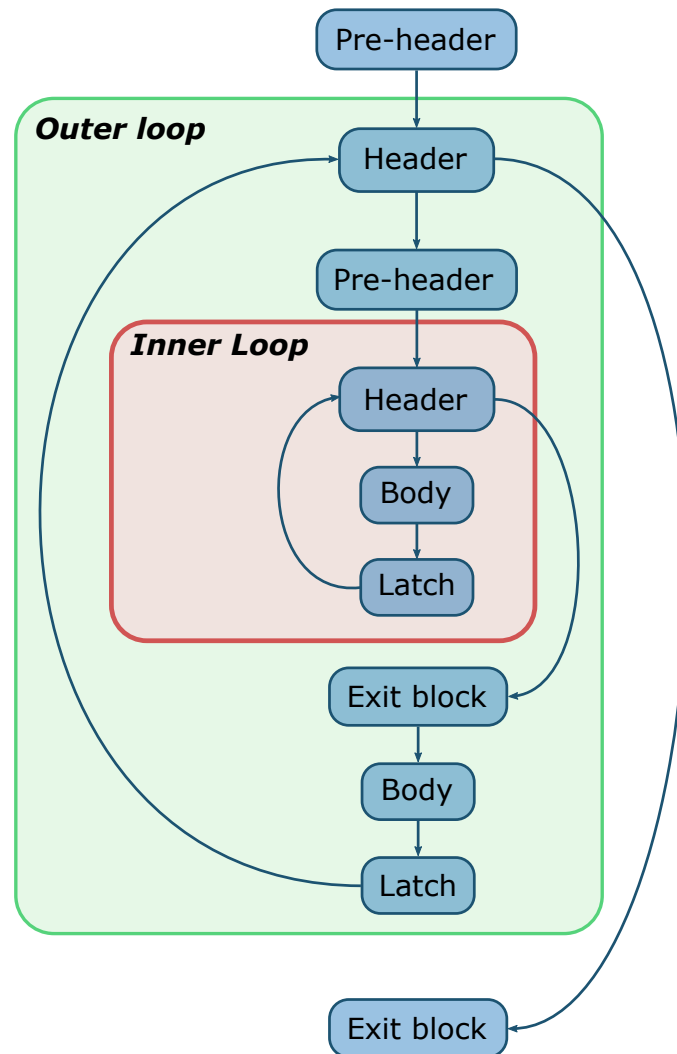 Pre-header
Outer loop
Header
Pre-header
Inner Loop
Header
Body
Latch
Exit block
Body
Latch
Exit block